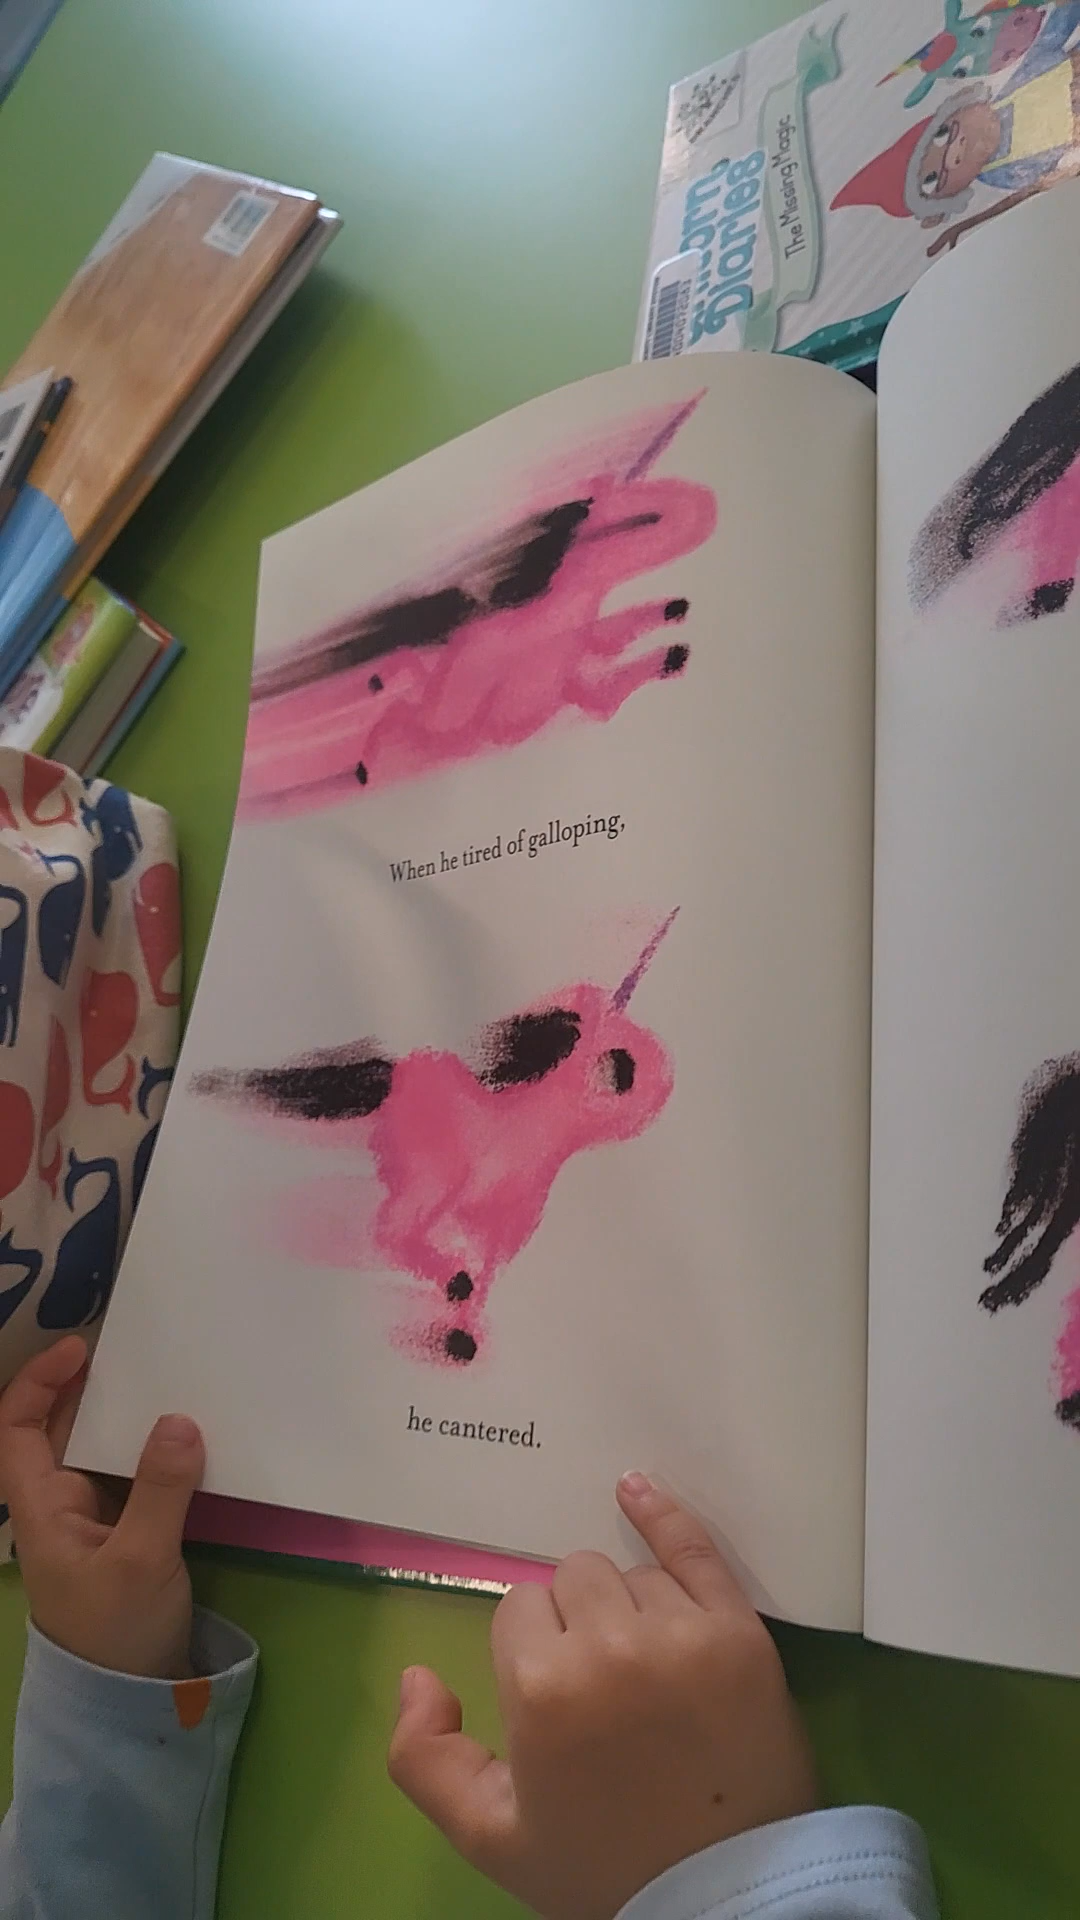 Diaries
The Missing Magic
When he tired of galloping,
he cantered.